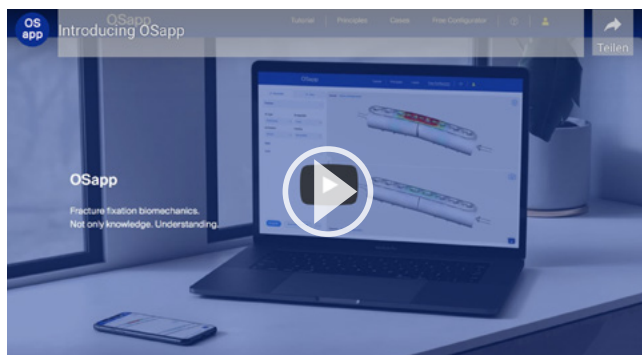 OS
app
Introducing OSapp
OSapp
Tutorial
Principles
Cases
Free Configurator
Teilen
OSapp
OSapp
Fracture fixation biomechanics.
Not only knowledge. Understanding.